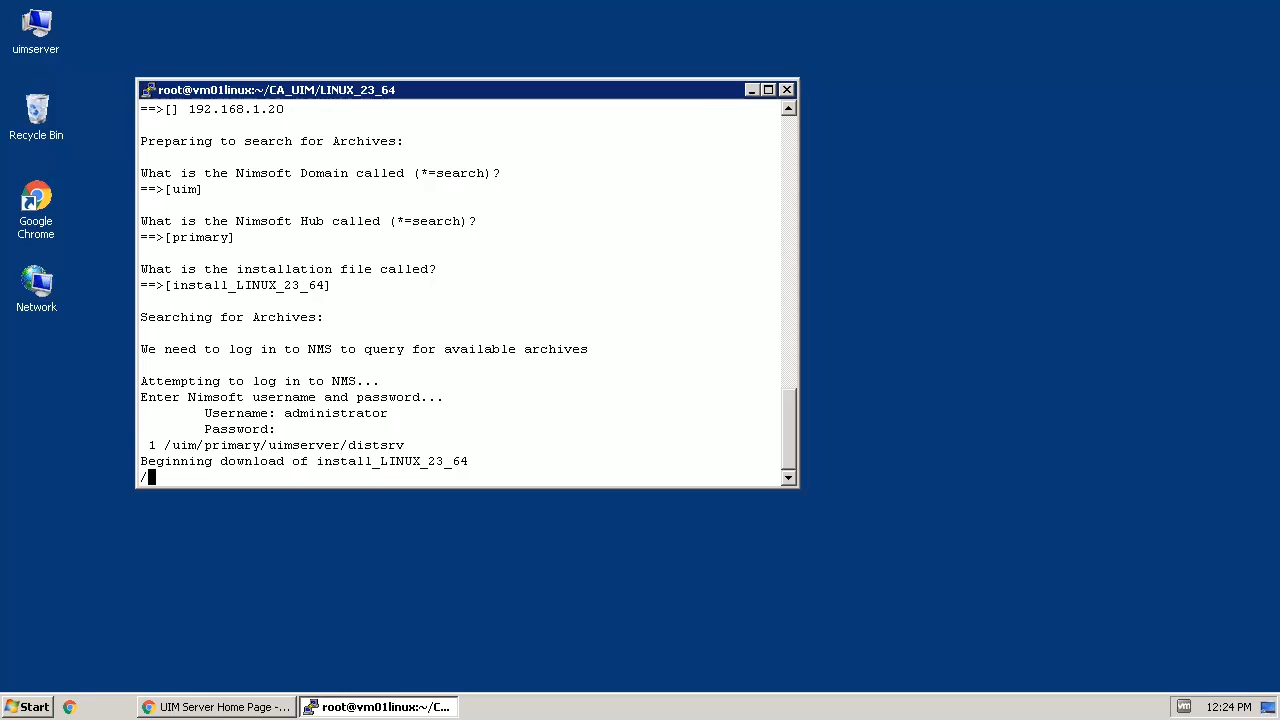 uimserver
Recycle Bin
Google
Chrome
Network
root@vm01linux:~/CA_UIM/LINUX_23_64
==>[] 192.168.1.20
Preparing to search for Archives:
What is the Nimsoft Domain called (*=search)?
==>[uim]
What is the Nimsoft Hub called (*=search)?
==>[primary]
What is the installation file called?
==>[install_LINUX_23_64]
Searching for Archives:
We need to log in to NMS to query for available archives
Attempting to log in to NMS...
Enter Nimsoft username and password...
Username: administrator
Password:
1 /uim/primary/uimserver/distsrv
Beginning download of install_LINUX_23_64
/
Start
UIM Server Home Page -...
root@vm01linux:~/C...
vm
12:24 PM